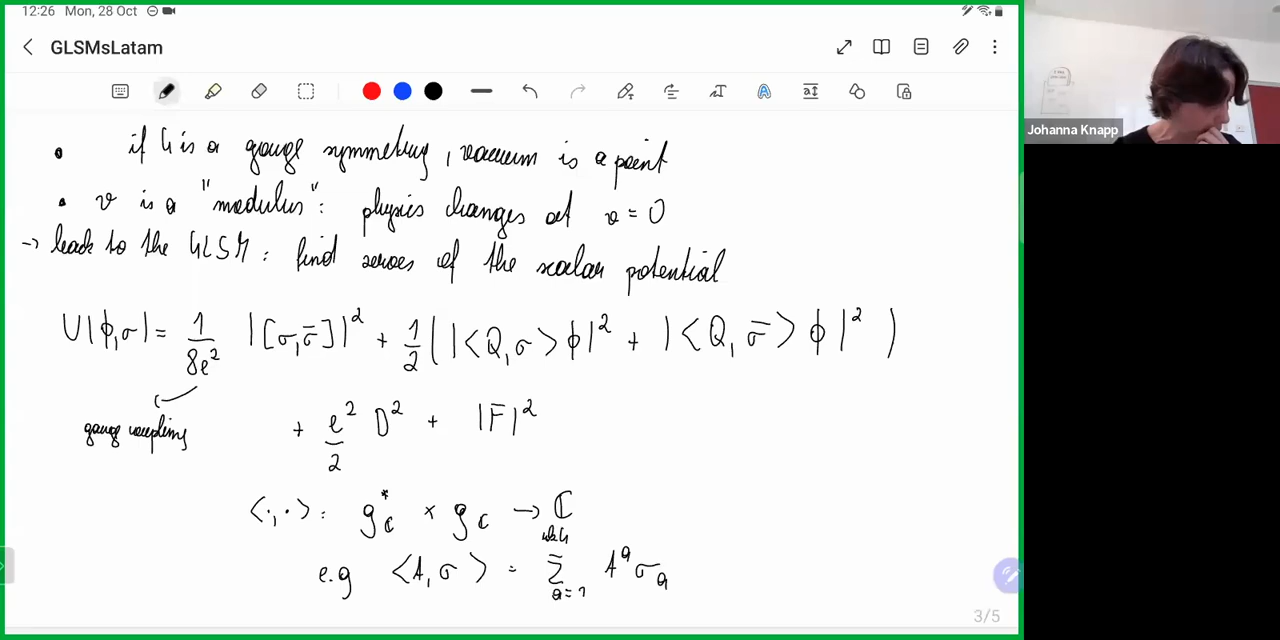 12:26 Mon, 28 Oct
GLSMsLatam
Johanna Knapp
• if G is a gauge symmetry, vacuum is a point
• v is a "modulus": physics changes at v = 0
→ leads to the GLSM: find zeroes of the scalar potential
U(ϕ,σ) = 1/8e² |[σ,σ̄]|² + 1/2 (|<Q,σ>ϕ|² + |<Q,σ̄>ϕ|²)
gauge coupling
+ e²/2 D² + |F|²
<·,·>: g*_C × g_C → ℂ
e.g <t,σ> = Σ_{a=1}^{rk G} t^a σ_a
3/5